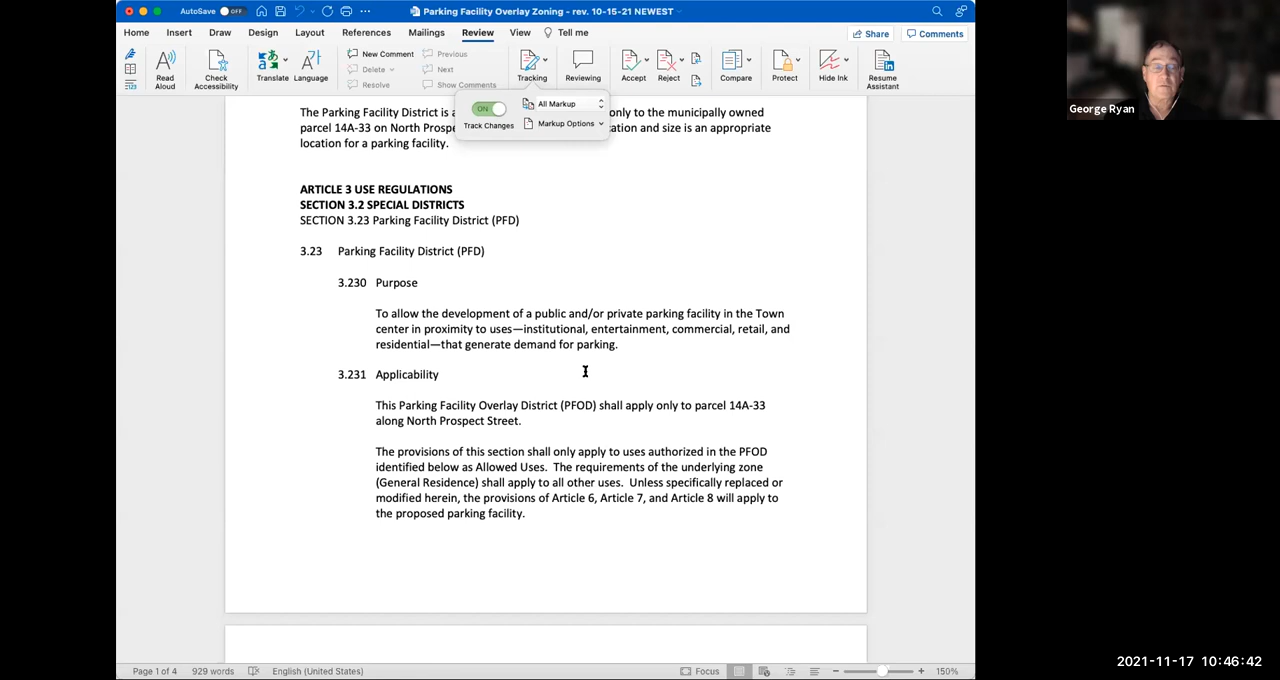 AutoSave OFF
Parking Facility Overlay Zoning - rev. 10-15-21 NEWEST
Home Insert Draw Design Layout References Mailings Review View Tell me
Share Comments
Read Aloud
Check Accessibility
Translate Language
New Comment
Delete
Resolve
Previous
Next
Show Comments
Tracking
Reviewing
Accept Reject
Compare
Protect
Hide Ink
Resume Assistant
ON
Track Changes
All Markup
Markup Options
The Parking Facility District is a only to the municipally owned
parcel 14A-33 on North Prospe ation and size is an appropriate
location for a parking facility.
ARTICLE 3 USE REGULATIONS
SECTION 3.2 SPECIAL DISTRICTS
SECTION 3.23 Parking Facility District (PFD)
3.23 Parking Facility District (PFD)
3.230 Purpose
To allow the development of a public and/or private parking facility in the Town
center in proximity to uses—institutional, entertainment, commercial, retail, and
residential—that generate demand for parking.
3.231 Applicability
This Parking Facility Overlay District (PFOD) shall apply only to parcel 14A-33
along North Prospect Street.
The provisions of this section shall only apply to uses authorized in the PFOD
identified below as Allowed Uses. The requirements of the underlying zone
(General Residence) shall apply to all other uses. Unless specifically replaced or
modified herein, the provisions of Article 6, Article 7, and Article 8 will apply to
the proposed parking facility.
Page 1 of 4 929 words English (United States) Focus 150%
George Ryan
2021-11-17 10:46:42